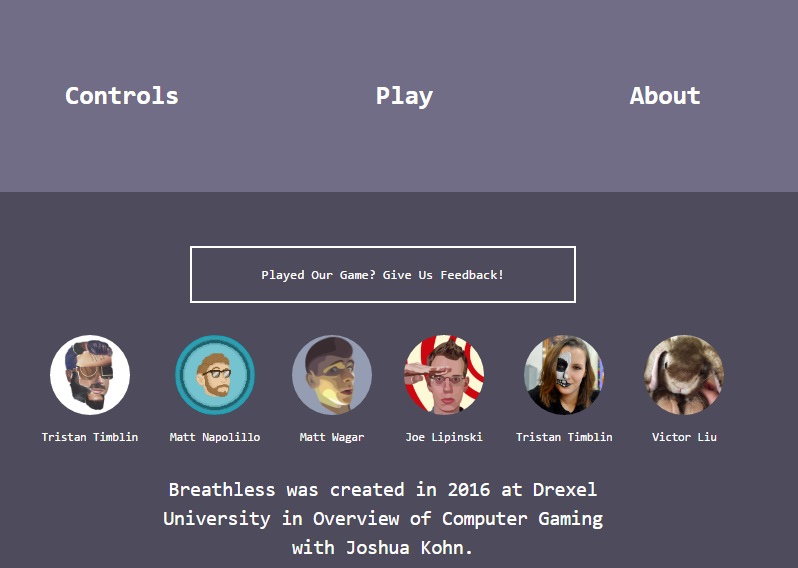 Controls Play About
Played Our Game? Give Us Feedback!
Tristan Timblin Matt Napolillo Matt Wagar Joe Lipinski Tristan Timblin Victor Liu
Breathless was created in 2016 at Drexel
University in Overview of Computer Gaming
with Joshua Kohn.